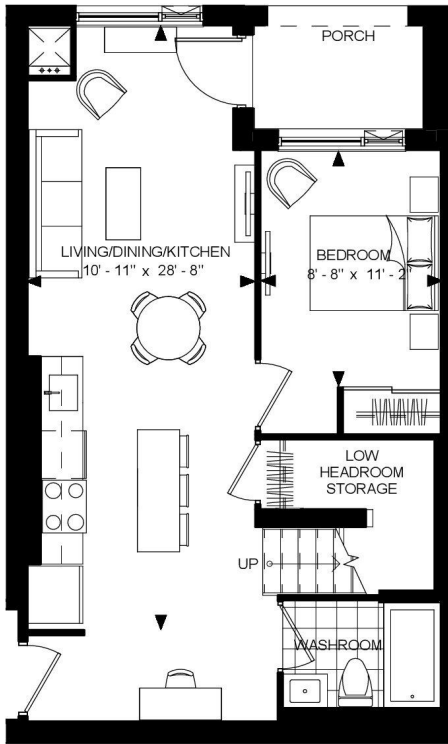 PORCH
LIVING/DINING/KITCHEN
10' - 11" x 28' - 8"
BEDROOM
8' - 8" x 11' - 2"
LOW
HEADROOM
STORAGE
UP
WASHROOM